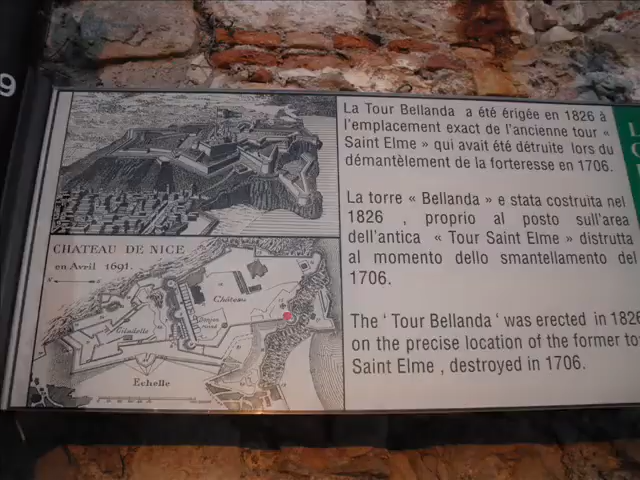 9
La Tour Bellanda a été érigée en 1826 à
l'emplacement exact de l'ancienne tour «
Saint Elme » qui avait été détruite lors du
démantèlement de la forteresse en 1706.
La torre « Bellanda » e stata costruita nel
1826 , proprio al posto sull'area
dell'antica « Tour Saint Elme » distrutta
al momento dello smantellamento del
1706.
The ' Tour Bellanda ' was erected in 1826
on the precise location of the former to
Saint Elme , destroyed in 1706.
CHATEAU DE NICE
en Avril 1691.
Château
Donjon
ruiné
Citadelle
Echelle